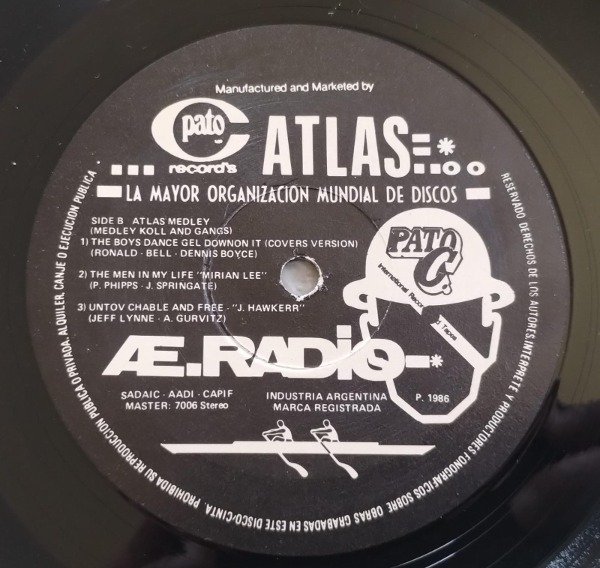 Manufactured and Marketed by
pato C
record's
ATLAS
LA MAYOR ORGANIZACION MUNDIAL DE DISCOS
SIDE B ATLAS MEDLEY
(MEDLEY KOLL AND GANGS)
1) THE BOYS DANCE GEL DOWNON IT (COVERS VERSION)
(RONALD · BELL · DENNIS BOYCE)
2) THE MEN IN MY LIFE "MIRIAN LEE"
(P. PHIPPS · J. SPRINGATE)
3) UNTOV CHABLE AND FREE · "J. HAWKERR"
(JEFF LYNNE · A. GURVITZ)
PATO
C.
International Recor
Tapes
Æ.RADIO-*
SADAIC · AADI · CAPIF
MASTER: 7006 Stereo
INDUSTRIA ARGENTINA
MARCA REGISTRADA
P. 1986
RESERVADO DERECHOS DE LOS AUTORES, INTERPRETE Y PRODUCTORES FONOGRAFICOS SOBRE OBRAS GRABADAS EN ESTE DISCO/CINTA. PROHIBIDA SU REPRODUCCION PUBLICA O PRIVADA, ALQUILER, CANJE O EJECUCION PUBLICA